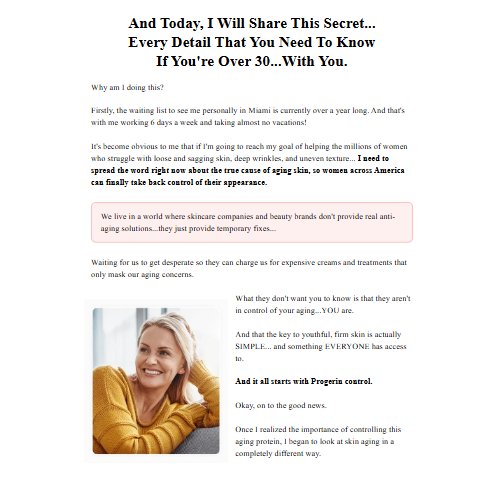 And Today, I Will Share This Secret...
Every Detail That You Need To Know
If You're Over 30...With You.
Why am I doing this?
Firstly, the waiting list to see me personally in Miami is currently over a year long. And that's
with me working 6 days a week and taking almost no vacations!
It's become obvious to me that if I'm going to reach my goal of helping the millions of women
who struggle with loose and sagging skin, deep wrinkles, and uneven texture... I need to
spread the word right now about the true cause of aging skin, so women across America
can finally take back control of their appearance.
We live in a world where skincare companies and beauty brands don't provide real anti-
aging solutions...they just provide temporary fixes...
Waiting for us to get desperate so they can charge us for expensive creams and treatments that
only mask our aging concerns.
What they don't want you to know is that they aren't
in control of your aging...YOU are.
And that the key to youthful, firm skin is actually
SIMPLE... and something EVERYONE has access
to.
And it all starts with Progerin control.
Okay, on to the good news.
Once I realized the importance of controlling this
aging protein, I began to look at skin aging in a
completely different way.